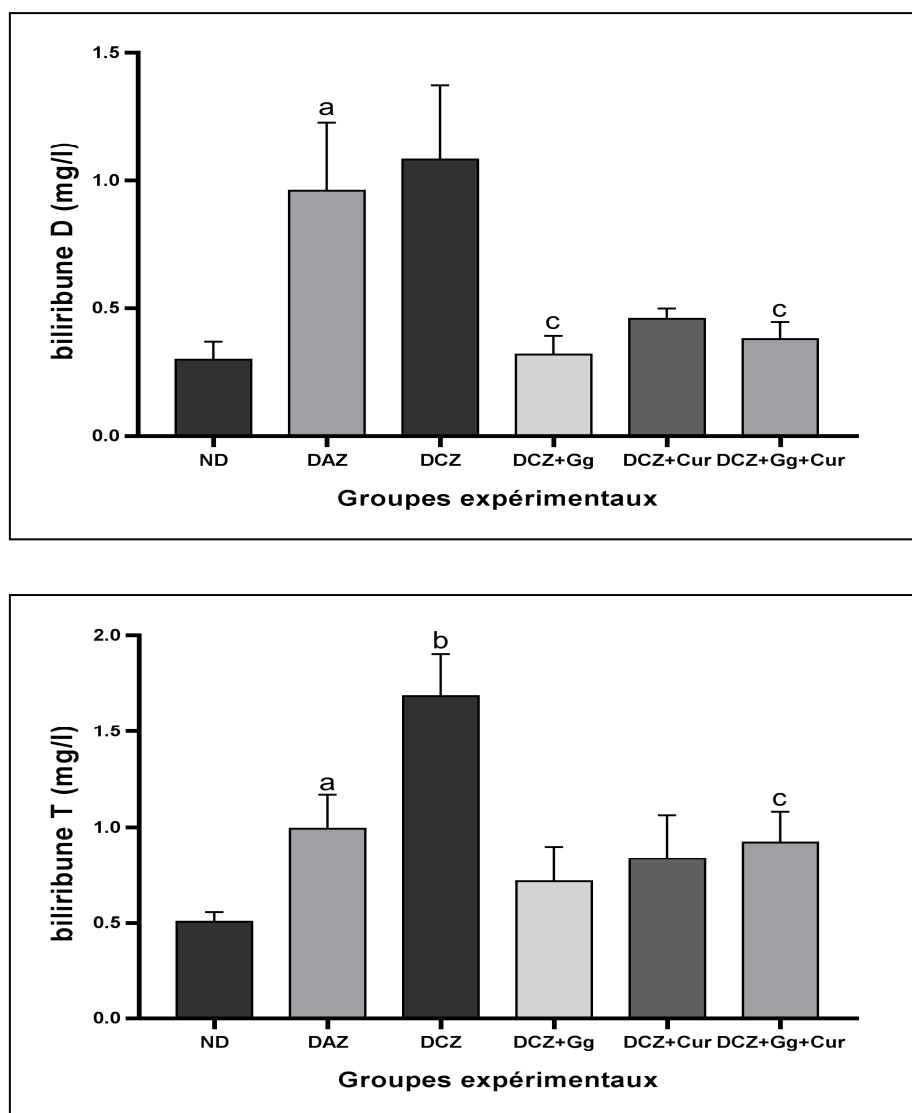 1.5
a
1.0
biliribune D (mg/l)
0.5
c
c
0.0
ND DAZ DCZ DCZ+Gg DCZ+Cur DCZ+Gg+Cur
Groupes expérimentaux
2.0
b
1.5
biliribune T (mg/l)
a
1.0
c
0.5
0.0
ND DAZ DCZ DCZ+Gg DCZ+Cur DCZ+Gg+Cur
Groupes expérimentaux